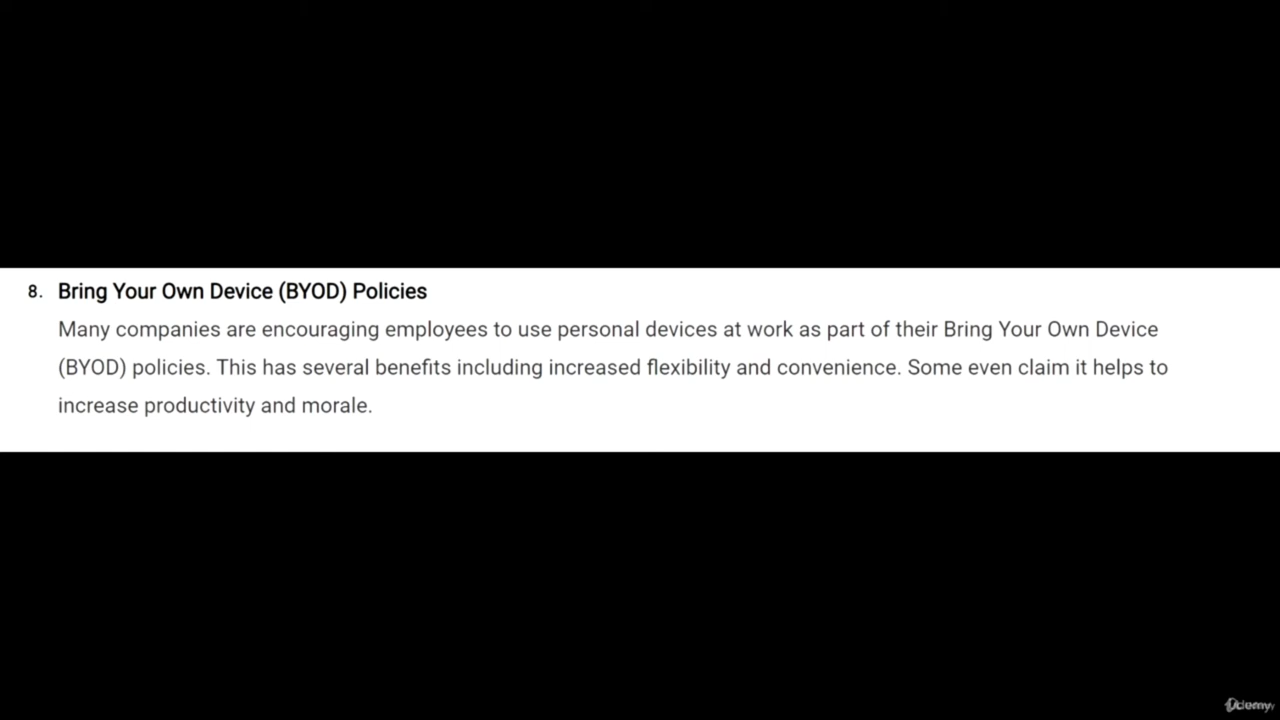 8. Bring Your Own Device (BYOD) Policies
Many companies are encouraging employees to use personal devices at work as part of their Bring Your Own Device
(BYOD) policies. This has several benefits including increased flexibility and convenience. Some even claim it helps to
increase productivity and morale.
Udemy